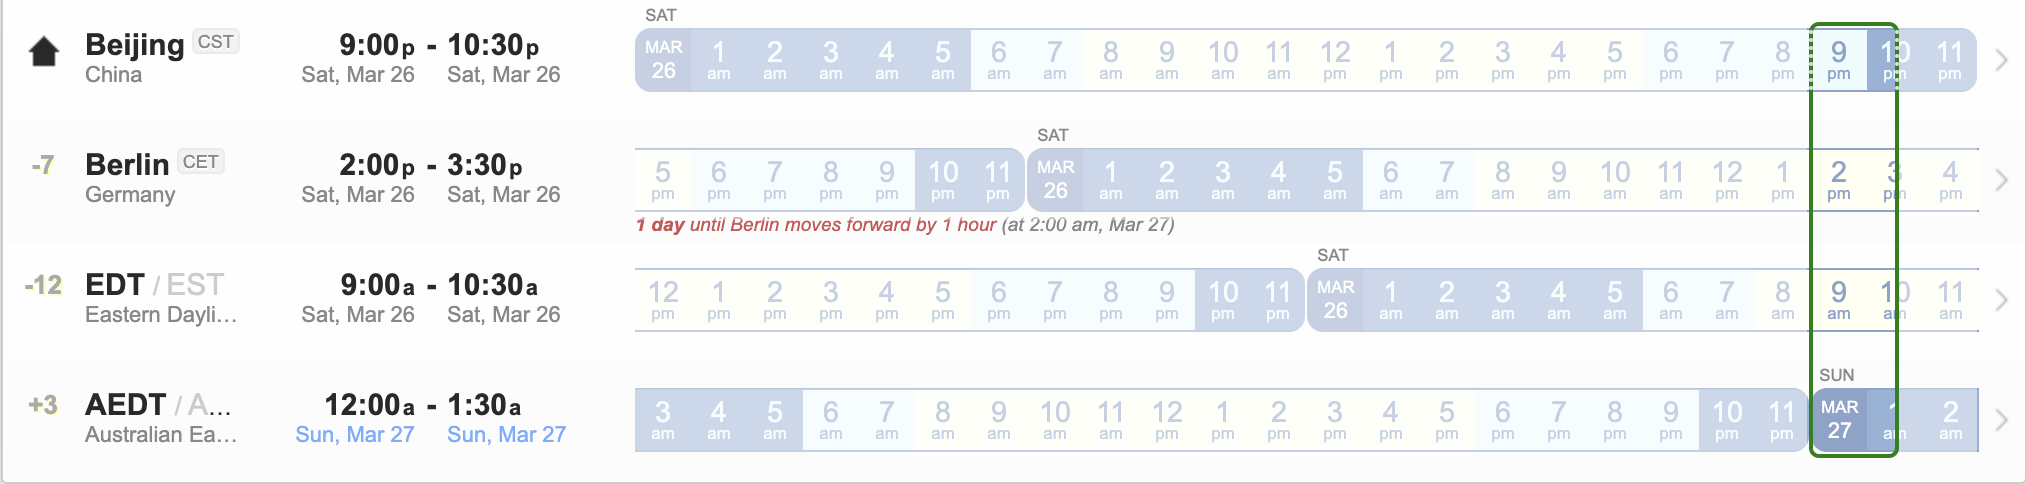 SAT
Beijing CST 9:00p - 10:30p MAR 26 1 am 2 am 3 am 4 am 5 am 6 am 7 am 8 am 9 am 10 am 11 am 12 pm 1 pm 2 pm 3 pm 4 pm 5 pm 6 pm 7 pm 8 pm 9 pm 10 pm 11 pm
China Sat, Mar 26 Sat, Mar 26
SAT
-7 Berlin CET 2:00p - 3:30p 5 pm 6 pm 7 pm 8 pm 9 pm 10 pm 11 pm MAR 26 1 am 2 am 3 am 4 am 5 am 6 am 7 am 8 am 9 am 10 am 11 am 12 pm 1 pm 2 pm 3 pm 4 pm
Germany Sat, Mar 26 Sat, Mar 26
1 day until Berlin moves forward by 1 hour (at 2:00 am, Mar 27)
SAT
-12 EDT / EST 9:00a - 10:30a 12 pm 1 pm 2 pm 3 pm 4 pm 5 pm 6 pm 7 pm 8 pm 9 pm 10 pm 11 pm MAR 26 1 am 2 am 3 am 4 am 5 am 6 am 7 am 8 am 9 am 10 am 11 am
Eastern Dayli... Sat, Mar 26 Sat, Mar 26
SUN
+3 AEDT / A... 12:00a - 1:30a 3 am 4 am 5 am 6 am 7 am 8 am 9 am 10 am 11 am 12 pm 1 pm 2 pm 3 pm 4 pm 5 pm 6 pm 7 pm 8 pm 9 pm 10 pm 11 pm MAR 27 1 am 2 am
Australian Ea... Sun, Mar 27 Sun, Mar 27